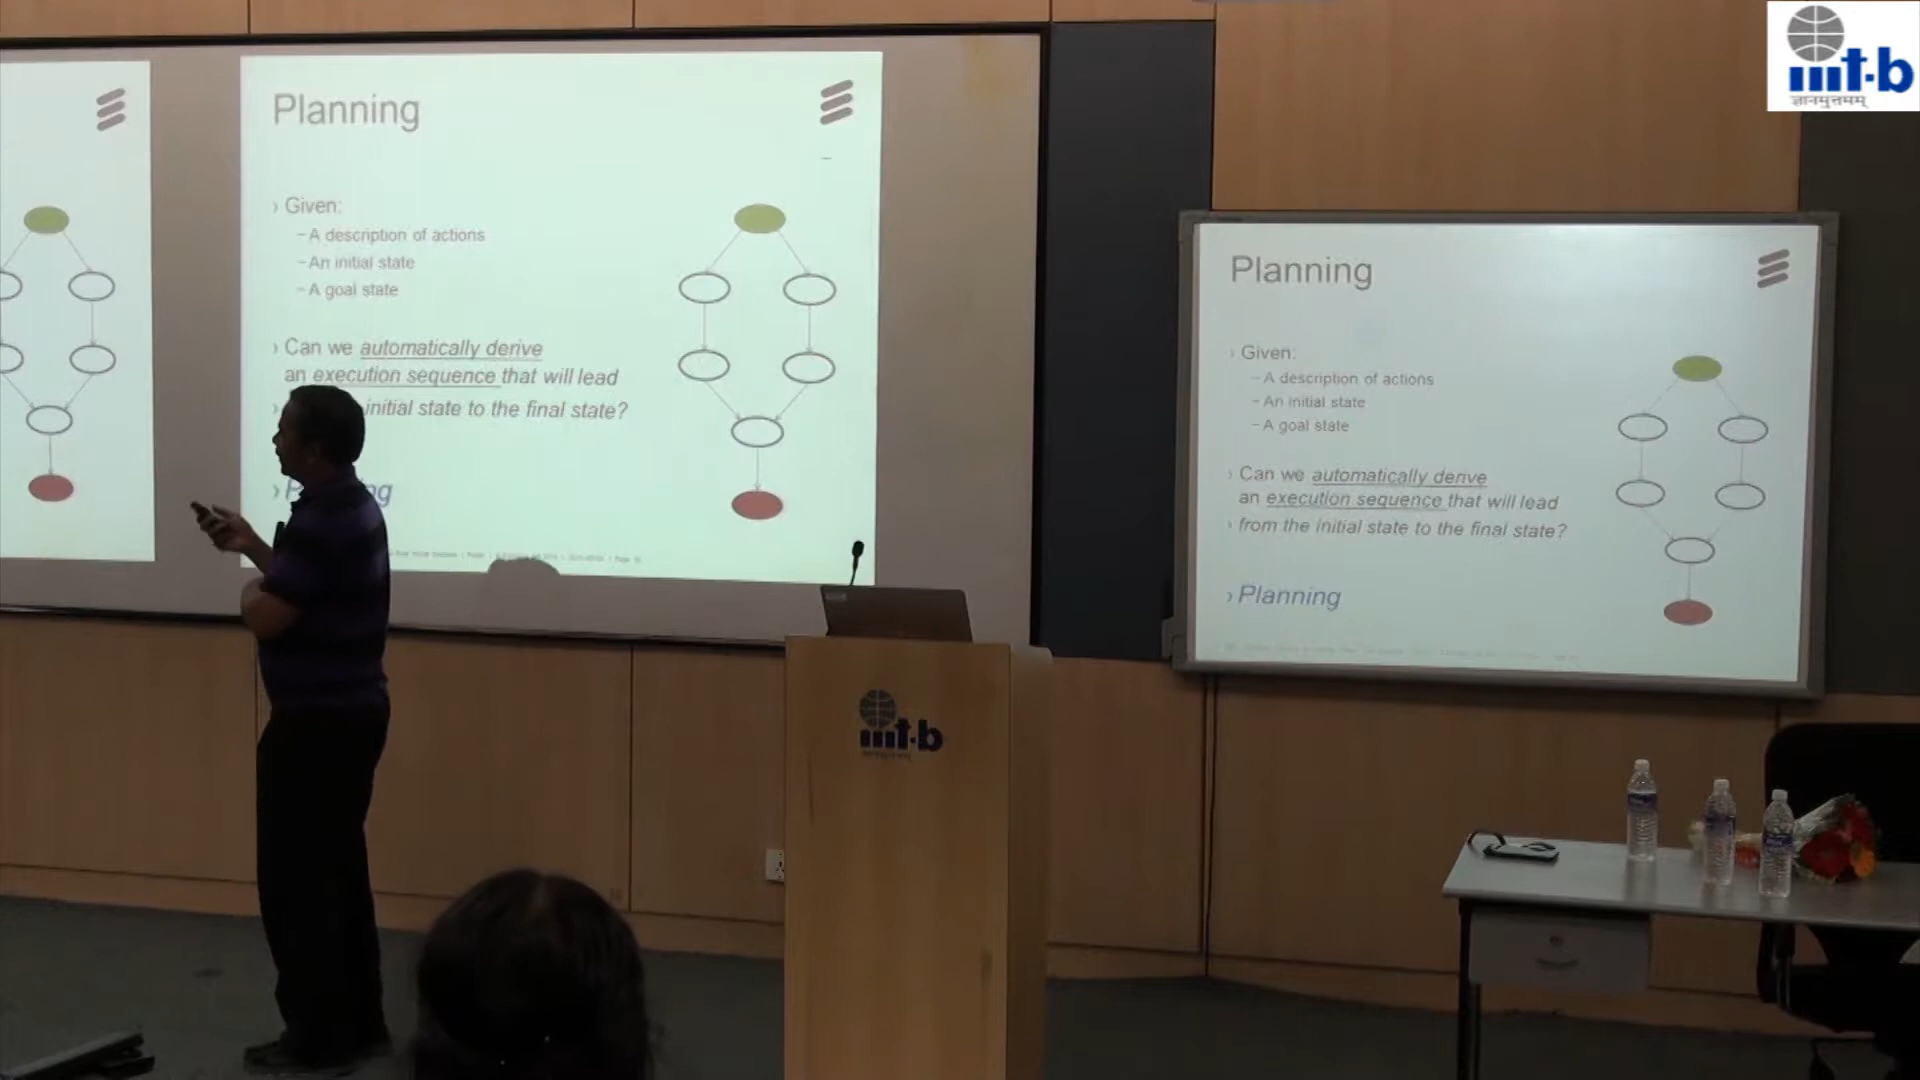 Planning
› Given:
– A description of actions
– An initial state
– A goal state
› Can we automatically derive
an execution sequence that will lead
initial state to the final state?
Planning
› Given:
– A description of actions
– An initial state
– A goal state
› Can we automatically derive
an execution sequence that will lead
› from the initial state to the final state?
› Planning
iiit-b
ज्ञानमुत्तमम्
iiit-b